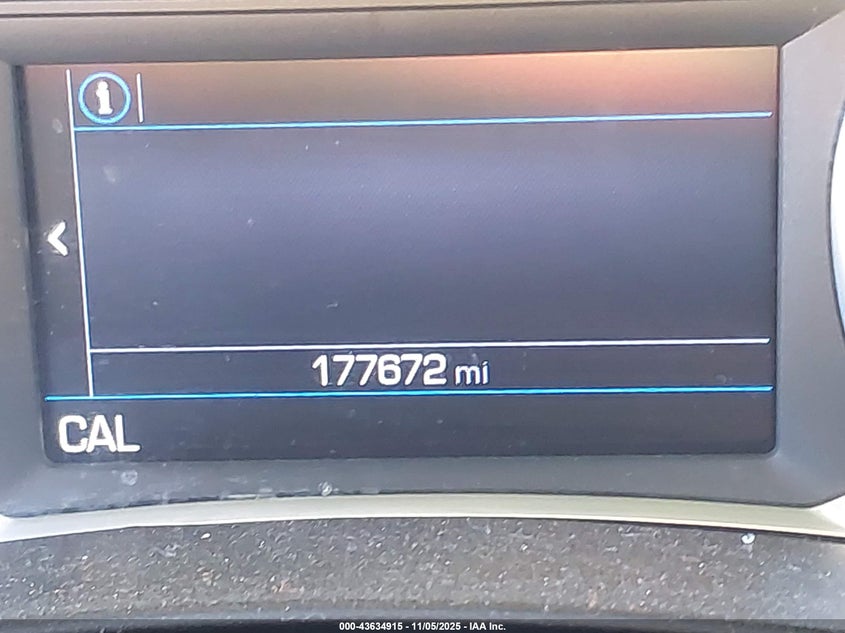 i
177672 mi
CAL
000-43634915 - 11/05/2025 - IAA Inc.